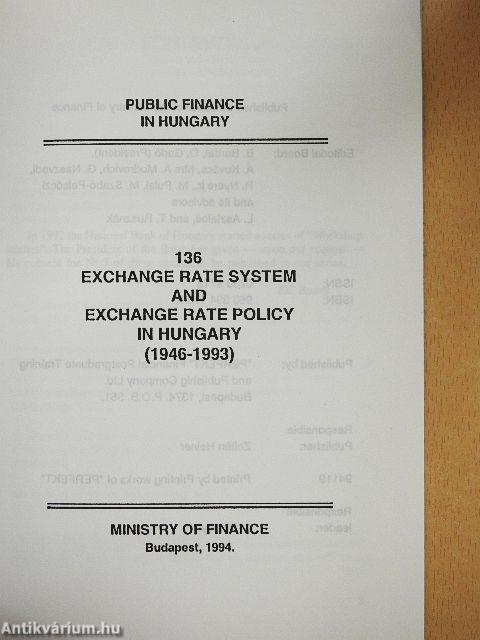 PUBLIC FINANCE
IN HUNGARY
136
EXCHANGE RATE SYSTEM
AND
EXCHANGE RATE POLICY
IN HUNGARY
(1946-1993)
MINISTRY OF FINANCE
Budapest, 1994.
Antikvárium.hu